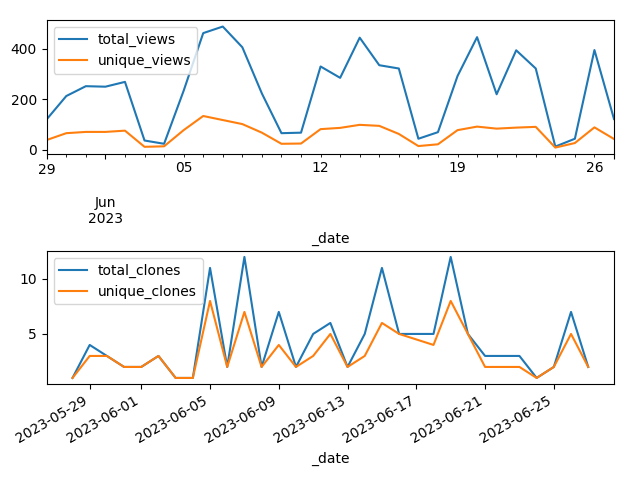 400
200
0
total_views
unique_views
29
05
12
19
26
Jun
2023
_date
10
5
total_clones
unique_clones
2023-05-29
2023-06-01
2023-06-05
2023-06-09
2023-06-13
2023-06-17
2023-06-21
2023-06-25
_date